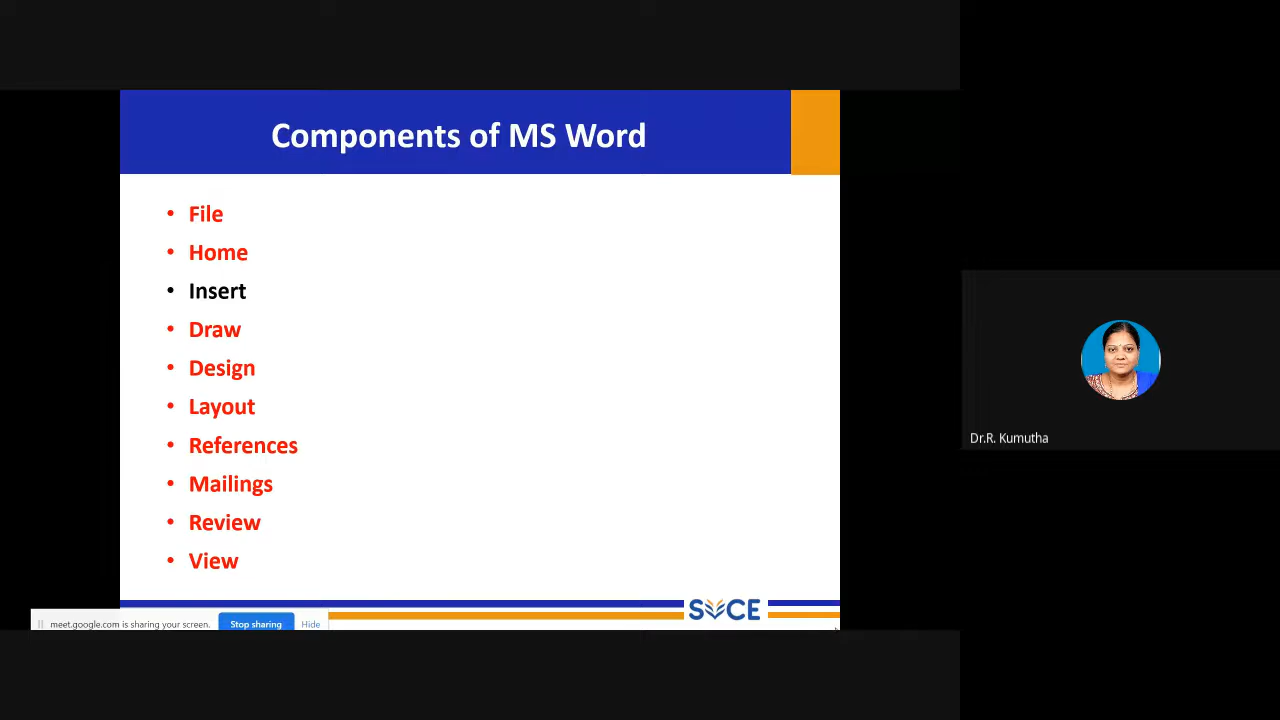 Components of MS Word
• File
• Home
• Insert
• Draw
• Design
• Layout
• References
• Mailings
• Review
• View
SVCE
meet.google.com is sharing your screen.
Stop sharing
Hide
Dr.R. Kumutha